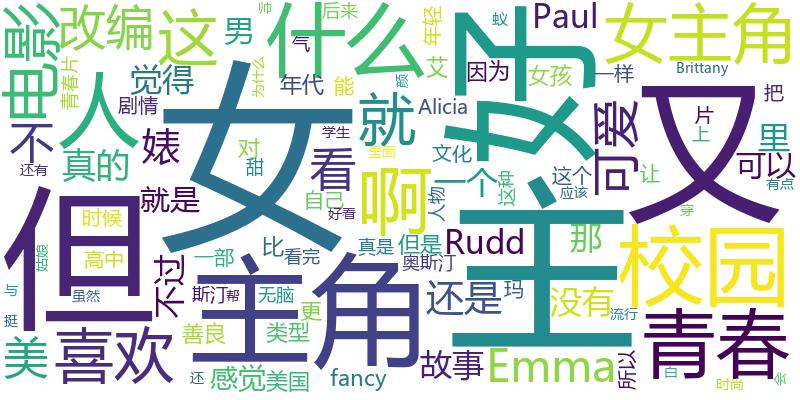 电影
改编
这
男
什么
帅
气
后来
为什么
年轻
艾
Paul
蚁
颜
女主角
青春片
觉得
剧情
年代
能
因为
女孩
一样
Brittany
人
女
好
又
不
还有
真的
婊
就
看
Alicia
学生
对
甜
里面
文化
可爱
片
上
把
里
可以
有点
但
就是
啊
自己
好看
一个
人物
这种
这个
应该
让
穿
姑娘
时候
高中
不过
一部
比
看完
真是
但是
奥斯汀
主
Rudd
那
校园
与
虽然
挺
美
喜欢
斯汀
帮
善良
还
感觉
主角
无脑
类型
美国
更
fancy
还是
玛
故事
Emma
没有
流行
所以
青春
白
时尚
会